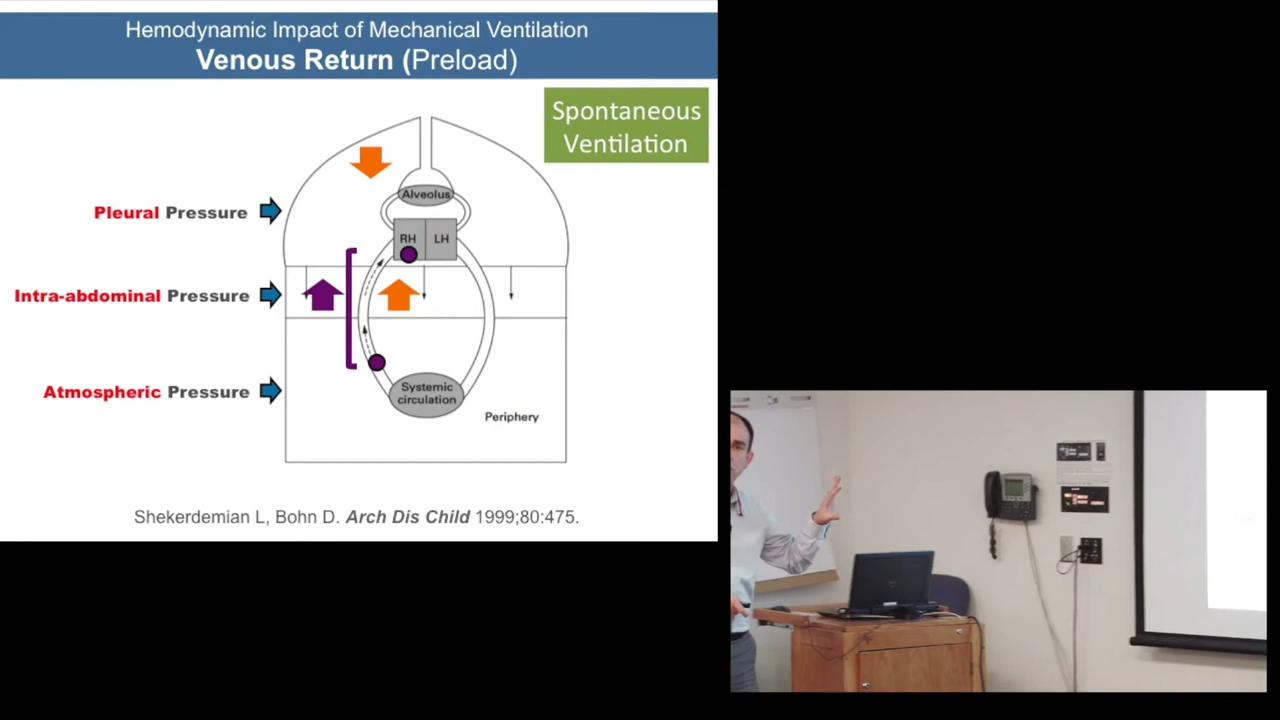 Hemodynamic Impact of Mechanical Ventilation
Venous Return (Preload)
Spontaneous
Ventilation
Alveolus
Pleural Pressure
RH LH
Intra-abdominal Pressure
Atmospheric Pressure
Systemic
circulation
Periphery
Shekerdemian L, Bohn D. Arch Dis Child 1999;80:475.